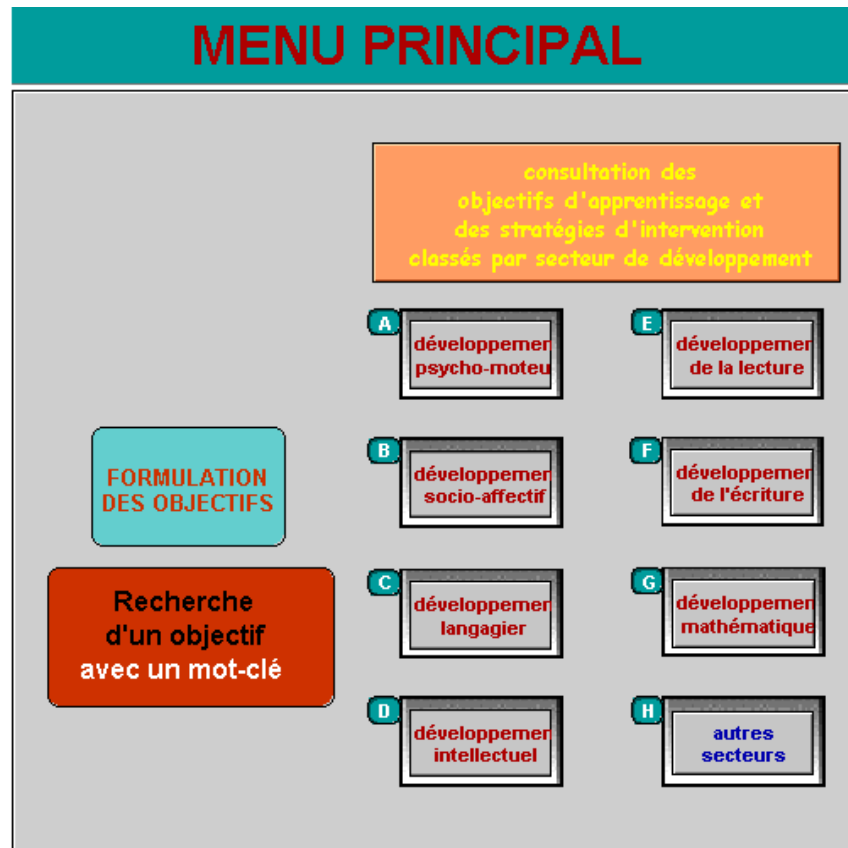 MENU PRINCIPAL
consultation des
objectifs d'apprentissage et
des stratégies d'intervention
classés par secteur de développement
A
développemen
psycho-moteu
E
développemen
de la lecture
B
développemen
socio-affectif
F
développemen
de l'écriture
FORMULATION
DES OBJECTIFS
C
développemen
langagier
G
développemen
mathématique
Recherche
d'un objectif
avec un mot-clé
D
développemen
intellectuel
H
autres
secteurs